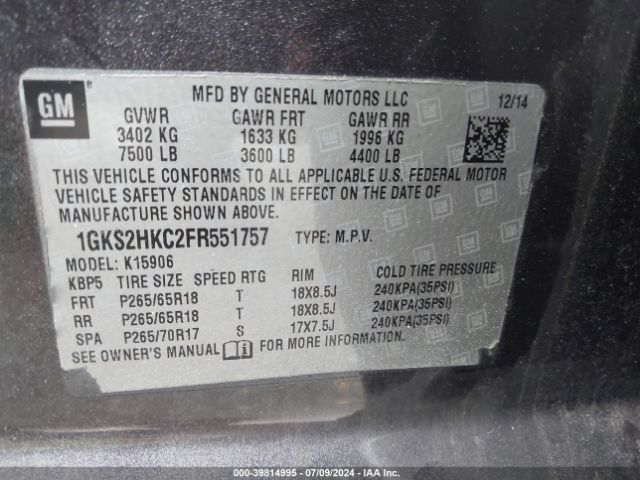 GM
MFD BY GENERAL MOTORS LLC 12/14
GVWR GAWR FRT GAWR RR
3402 KG 1633 KG 1996 KG
7500 LB 3600 LB 4400 LB
THIS VEHICLE CONFORMS TO ALL APPLICABLE U.S. FEDERAL MOTOR
VEHICLE SAFETY STANDARDS IN EFFECT ON THE DATE OF
MANUFACTURE SHOWN ABOVE.
1GKS2HKC2FR551757 TYPE: M.P.V.
MODEL: K15906
KBP5 TIRE SIZE SPEED RTG RIM COLD TIRE PRESSURE
FRT P265/65R18 T 18X8.5J 240KPA(35PSI)
RR P265/65R18 T 18X8.5J 240KPA(35PSI)
SPA P265/70R17 S 17X7.5J 240KPA(35PSI)
SEE OWNER'S MANUAL FOR MORE INFORMATION.
000-39814995 - 07/09/2024 - IAA Inc.